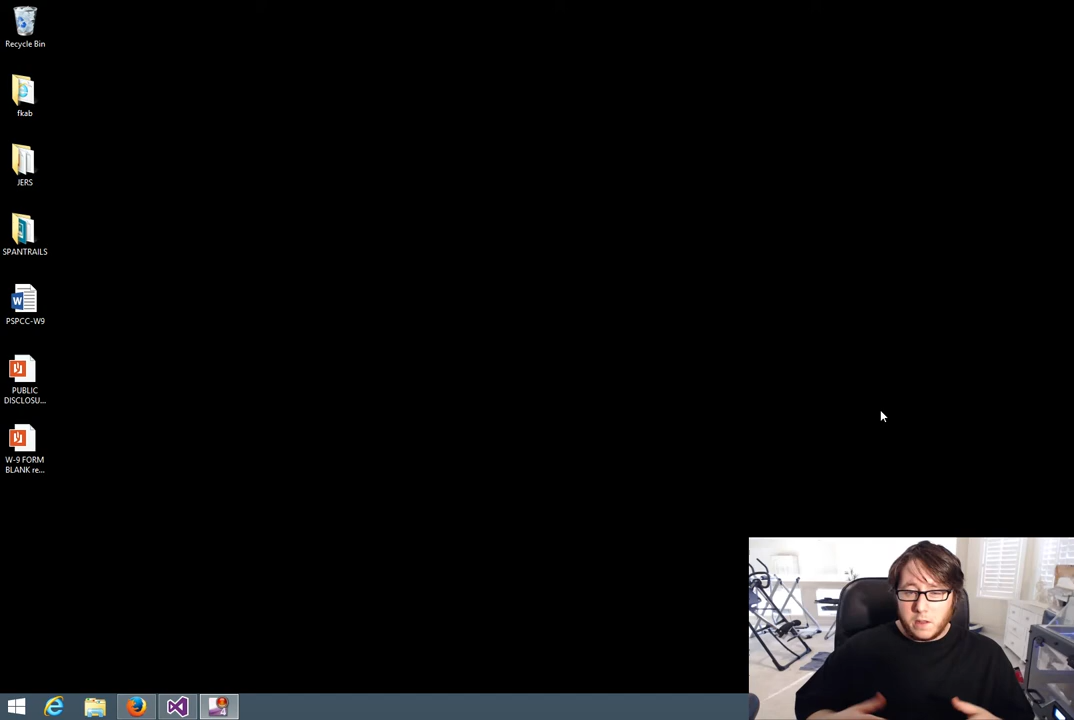 Recycle Bin
fkab
JERS
SPANTRAILS
PSPCC-W9
PUBLIC
DISCLOSU...
W-9 FORM
BLANK re...